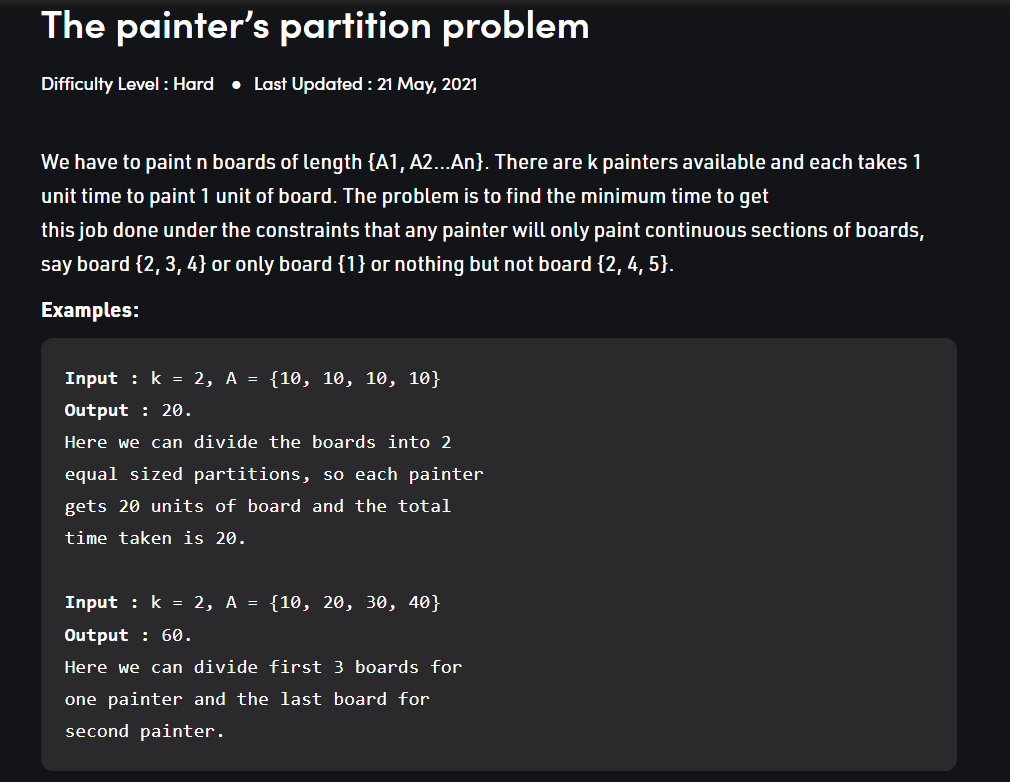 The painter’s partition problem
Difficulty Level : Hard ● Last Updated : 21 May, 2021
We have to paint n boards of length {A1, A2…An}. There are k painters available and each takes 1
unit time to paint 1 unit of board. The problem is to find the minimum time to get
this job done under the constraints that any painter will only paint continuous sections of boards,
say board {2, 3, 4} or only board {1} or nothing but not board {2, 4, 5}.
Examples:
Input : k = 2, A = {10, 10, 10, 10}
Output : 20.
Here we can divide the boards into 2
equal sized partitions, so each painter
gets 20 units of board and the total
time taken is 20.
Input : k = 2, A = {10, 20, 30, 40}
Output : 60.
Here we can divide first 3 boards for
one painter and the last board for
second painter.